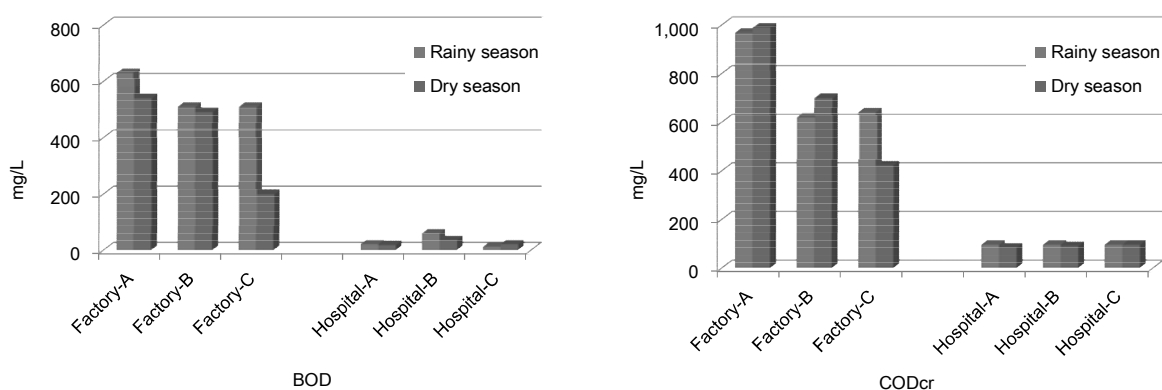 800
600
400
200
0
mg/L
Rainy season
Dry season
Factory-A
Factory-B
Factory-C
Hospital-A
Hospital-B
Hospital-C
BOD
1,000
800
600
400
200
0
mg/L
Rainy season
Dry season
Factory-A
Factory-B
Factory-C
Hospital-A
Hospital-B
Hospital-C
CODcr